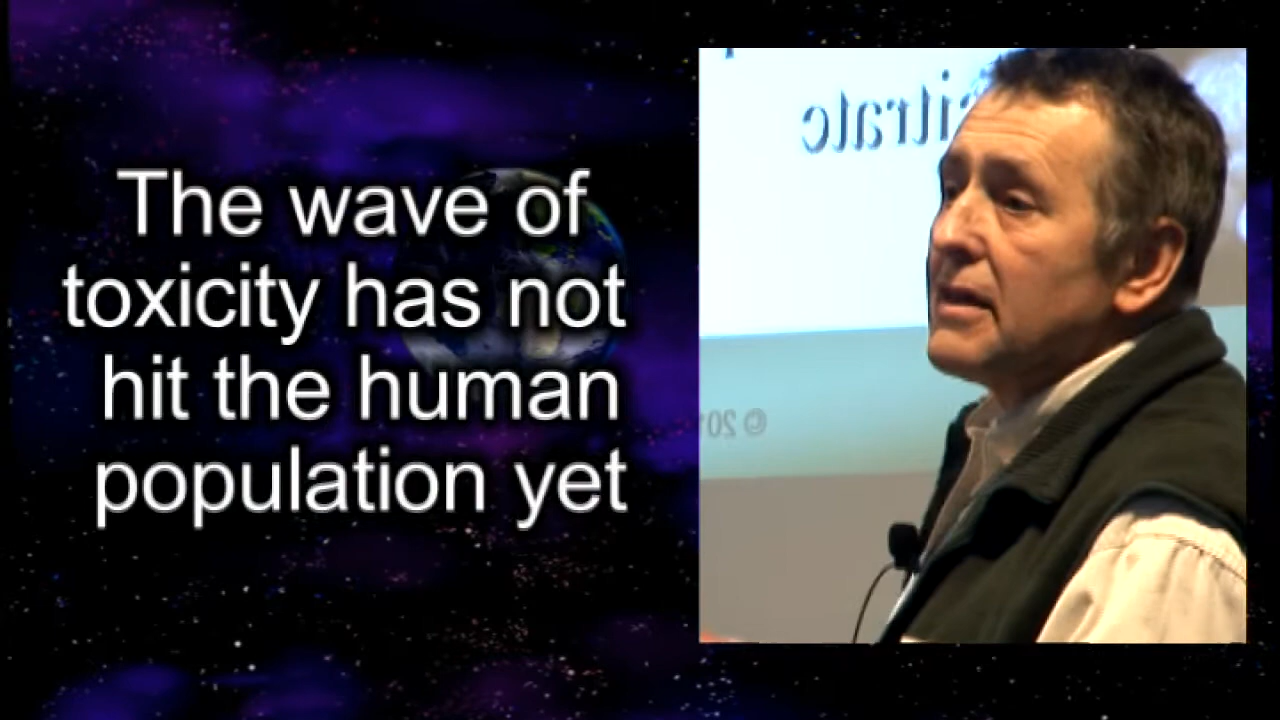 The wave of
toxicity has not
hit the human
population yet